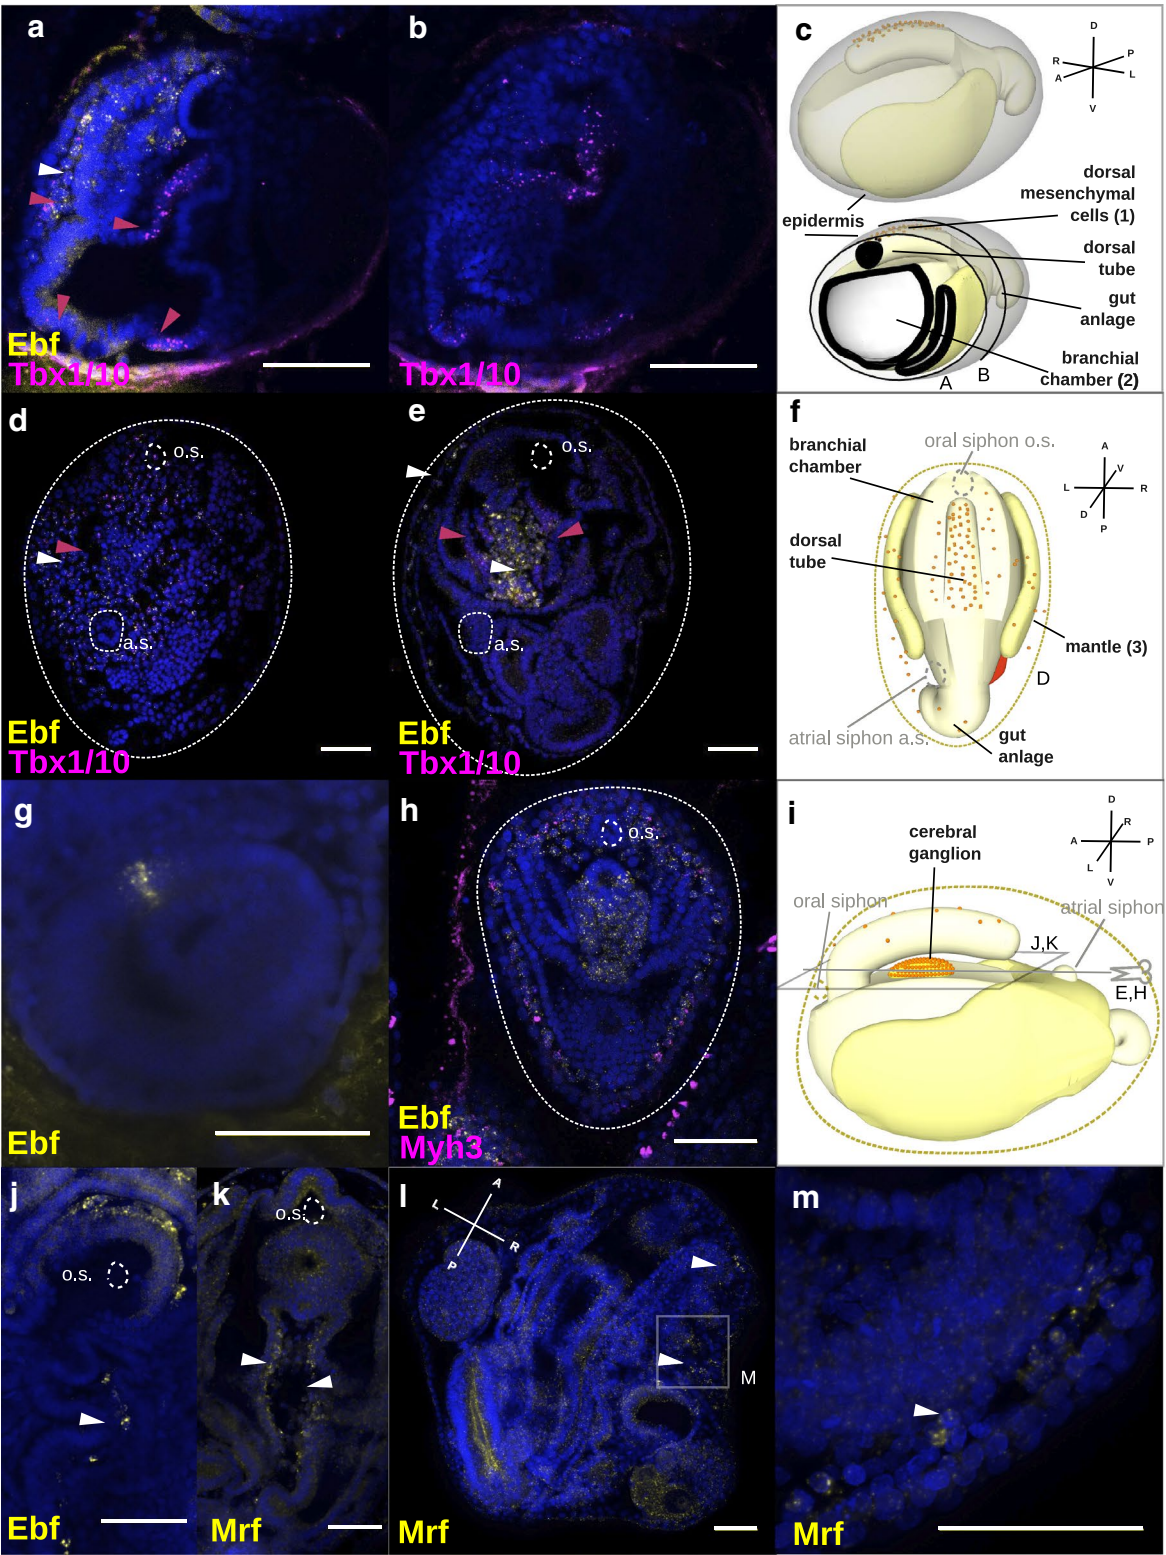 a
Ebf
Tbx1/10
b
Tbx1/10
c
D
R
P
A
L
V
dorsal
mesenchymal
cells (1)
epidermis
dorsal
tube
gut
anlage
branchial
chamber (2)
A
B
d
o.s.
a.s.
Ebf
Tbx1/10
e
o.s.
a.s.
Ebf
Tbx1/10
f
branchial
chamber
oral siphon o.s.
A
V
L
R
D
P
dorsal
tube
mantle (3)
D
atrial siphon a.s.
gut
anlage
g
Ebf
h
o.s.
Ebf
Myh3
i
cerebral
ganglion
D
R
A
P
L
V
oral siphon
atrial siphon
J,K
E,H
j
o.s.
Ebf
k
o.s.
Mrf
l
A
L
R
P
M
Mrf
m
Mrf